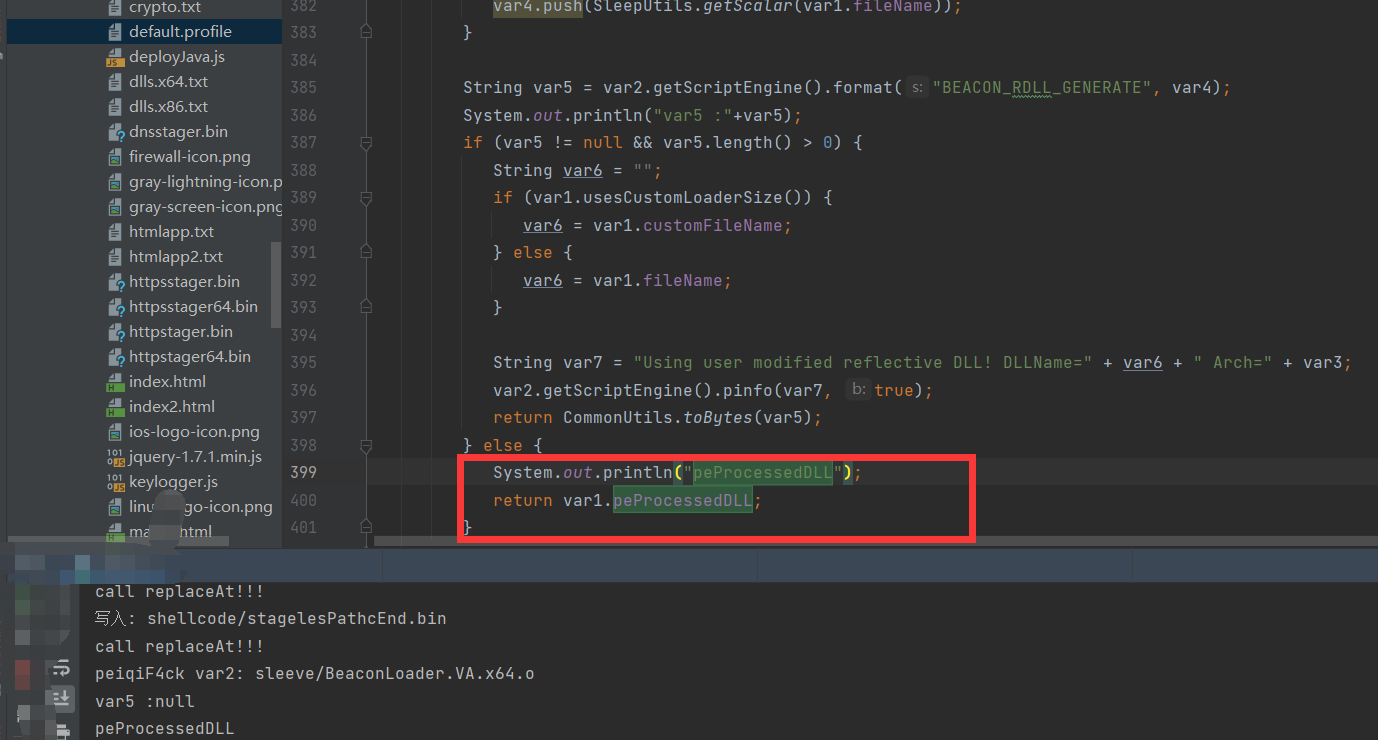 crypto.txt
default.profile
deployJava.js
dlls.x64.txt
dlls.x86.txt
dnsstager.bin
firewall-icon.png
gray-lightning-icon.p
gray-screen-icon.png
htmlapp.txt
htmlapp2.txt
httpsstager.bin
httpsstager64.bin
httpstager.bin
httpstager64.bin
index.html
index2.html
ios-logo-icon.png
jquery-1.7.1.min.js
keylogger.js
382 var4.push(SleepUtils.getScalar(var1.fileName));
383 }
384
385 String var5 = var2.getScriptEngine().format( s: "BEACON_RDLL_GENERATE", var4);
386 System.out.println("var5 :"+var5);
387 if (var5 != null && var5.length() > 0) {
388 String var6 = "";
389 if (var1.usesCustomLoaderSize()) {
390 var6 = var1.customFileName;
391 } else {
392 var6 = var1.fileName;
393 }
394
395 String var7 = "Using user modified reflective DLL! DLLName=" + var6 + " Arch=" + var3;
396 var2.getScriptEngine().pinfo(var7, b: true);
397 return CommonUtils.toBytes(var5);
398 } else {
399 System.out.println("peProcessedDLL");
400 return var1.peProcessedDLL;
401 }
call replaceAt!!!
写入: shellcode/stagelesPathcEnd.bin
call replaceAt!!!
peiqiF4ck var2: sleeve/BeaconLoader.VA.x64.o
var5 :null
peProcessedDLL